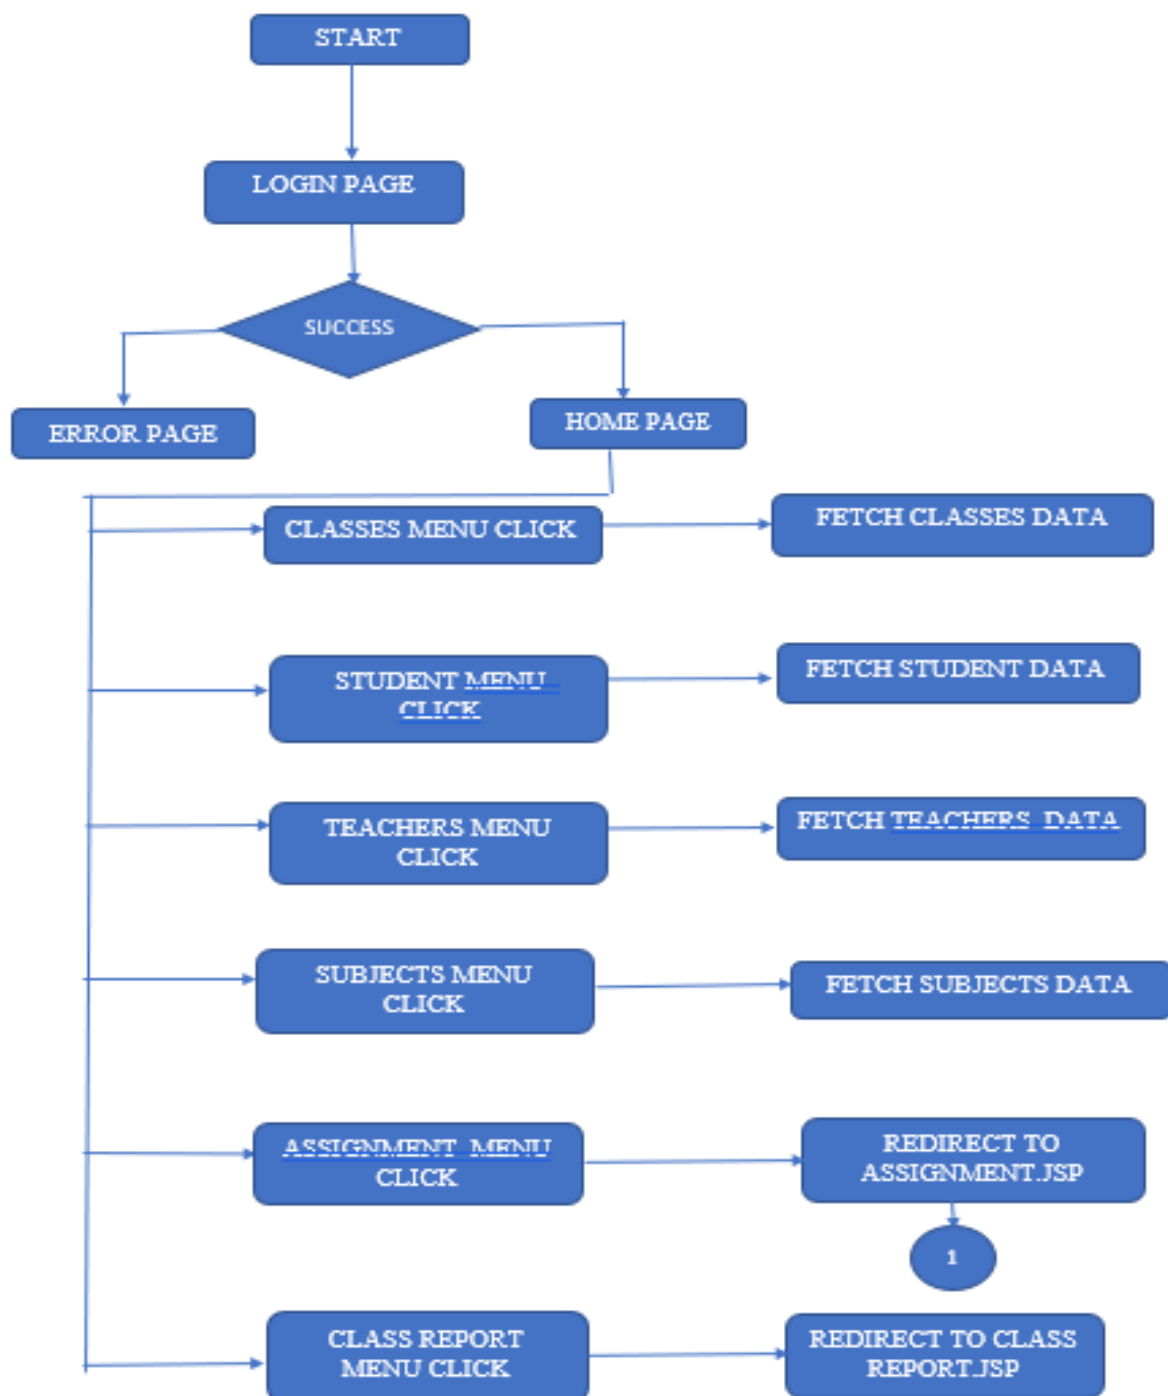 START
LOGIN PAGE
SUCCESS
ERROR PAGE
HOME PAGE
CLASSES MENU CLICK
FETCH CLASSES DATA
STUDENT MENU
CLICK
FETCH STUDENT DATA
TEACHERS MENU
CLICK
FETCH TEACHERS DATA
SUBJECTS MENU
CLICK
FETCH SUBJECTS DATA
ASSIGNMENT MENU
CLICK
REDIRECT TO
ASSIGNMENT.JSP
1
CLASS REPORT
MENU CLICK
REDIRECT TO CLASS
REPORT.JSP